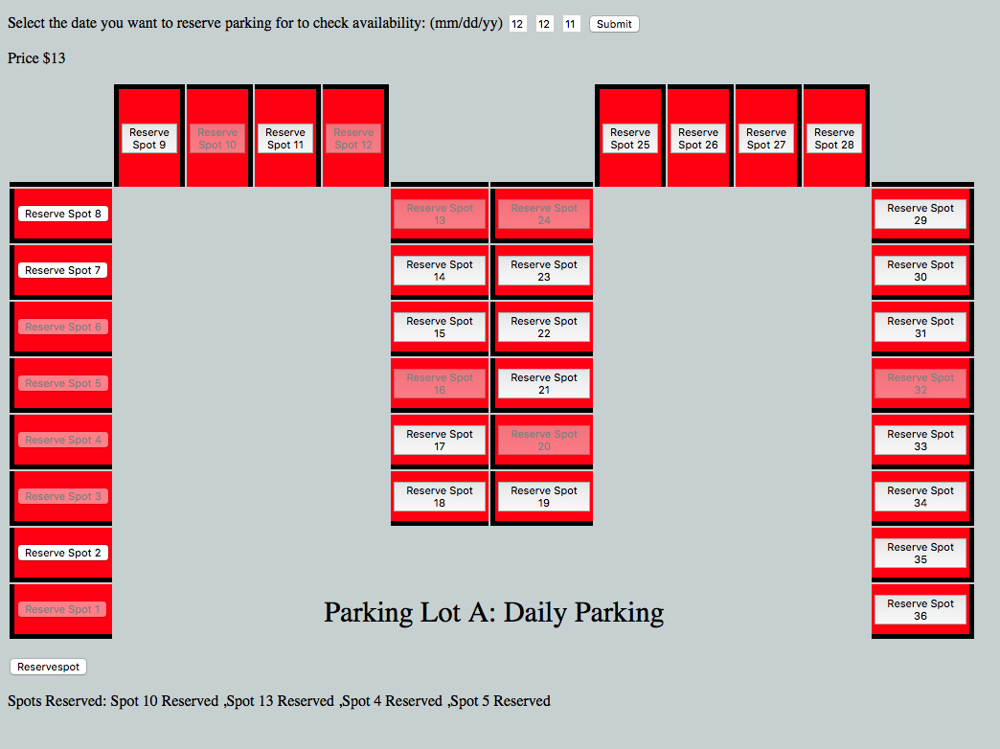 Select the date you want to reserve parking for to check availability: (mm/dd/yy) 12 12 11 Submit
Price $13
Reserve Spot 9
Reserve Spot 10
Reserve Spot 11
Reserve Spot 12
Reserve Spot 25
Reserve Spot 26
Reserve Spot 27
Reserve Spot 28
Reserve Spot 8
Reserve Spot 13
Reserve Spot 24
Reserve Spot 29
Reserve Spot 7
Reserve Spot 14
Reserve Spot 23
Reserve Spot 30
Reserve Spot 6
Reserve Spot 15
Reserve Spot 22
Reserve Spot 31
Reserve Spot 5
Reserve Spot 16
Reserve Spot 21
Reserve Spot 32
Reserve Spot 4
Reserve Spot 17
Reserve Spot 20
Reserve Spot 33
Reserve Spot 3
Reserve Spot 18
Reserve Spot 19
Reserve Spot 34
Reserve Spot 2
Reserve Spot 35
Reserve Spot 1
Parking Lot A: Daily Parking
Reserve Spot 36
Reservespot
Spots Reserved: Spot 10 Reserved ,Spot 13 Reserved ,Spot 4 Reserved ,Spot 5 Reserved